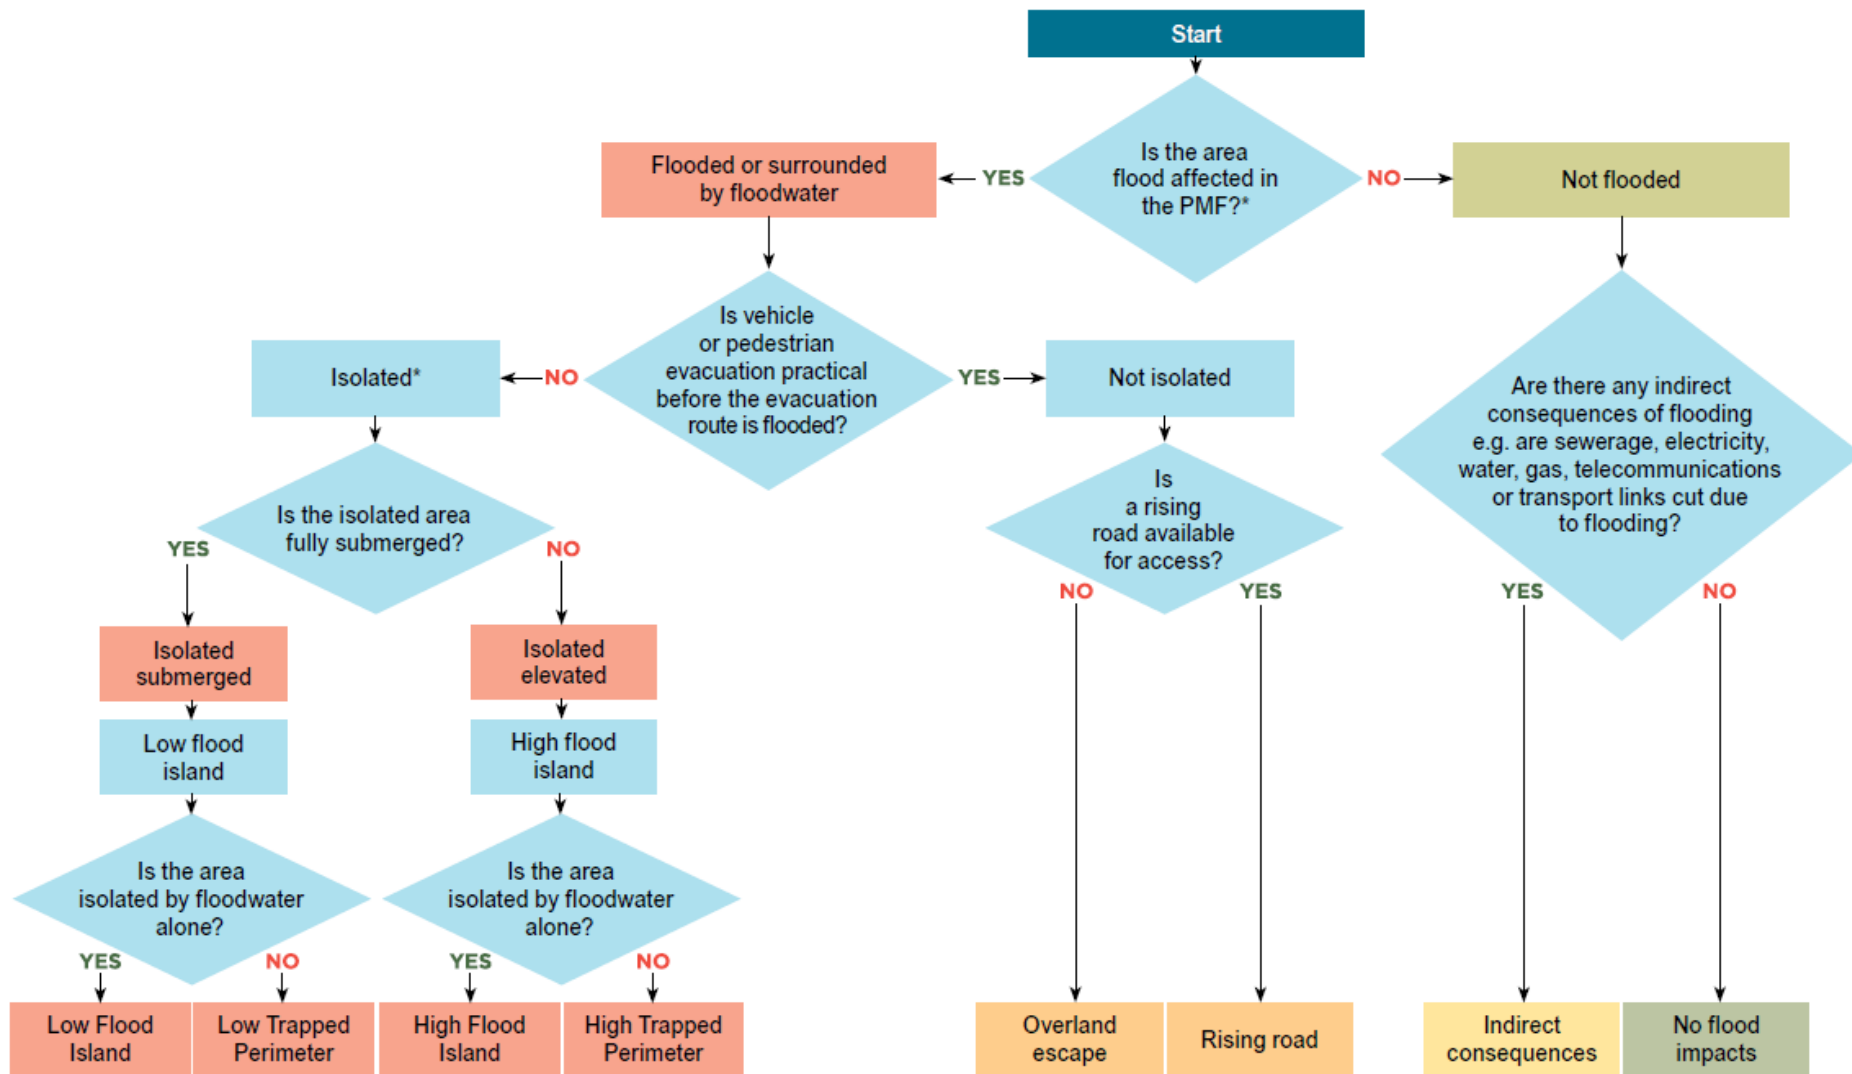 Start
Is the area
flood affected in
the PMF?*
YES
NO
Flooded or surrounded
by floodwater
Not flooded
Is vehicle
or pedestrian
evacuation practical
before the evacuation
route is flooded?
NO
YES
Isolated*
Not isolated
Are there any indirect
consequences of flooding
e.g. are sewerage, electricity,
water, gas, telecommunications
or transport links cut due
to flooding?
Is the isolated area
fully submerged?
YES
NO
Is
a rising
road available
for access?
NO
YES
YES
NO
Isolated
submerged
Isolated
elevated
Low flood
island
High flood
island
Is the area
isolated by floodwater
alone?
YES
NO
Is the area
isolated by floodwater
alone?
YES
NO
Low Flood
Island
Low Trapped
Perimeter
High Flood
Island
High Trapped
Perimeter
Overland
escape
Rising road
Indirect
consequences
No flood
impacts